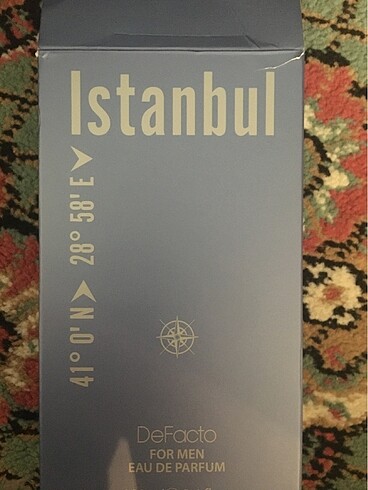 Istanbul
41° 0' N 28° 58' E
DeFacto
FOR MEN
EAU DE PARFUM